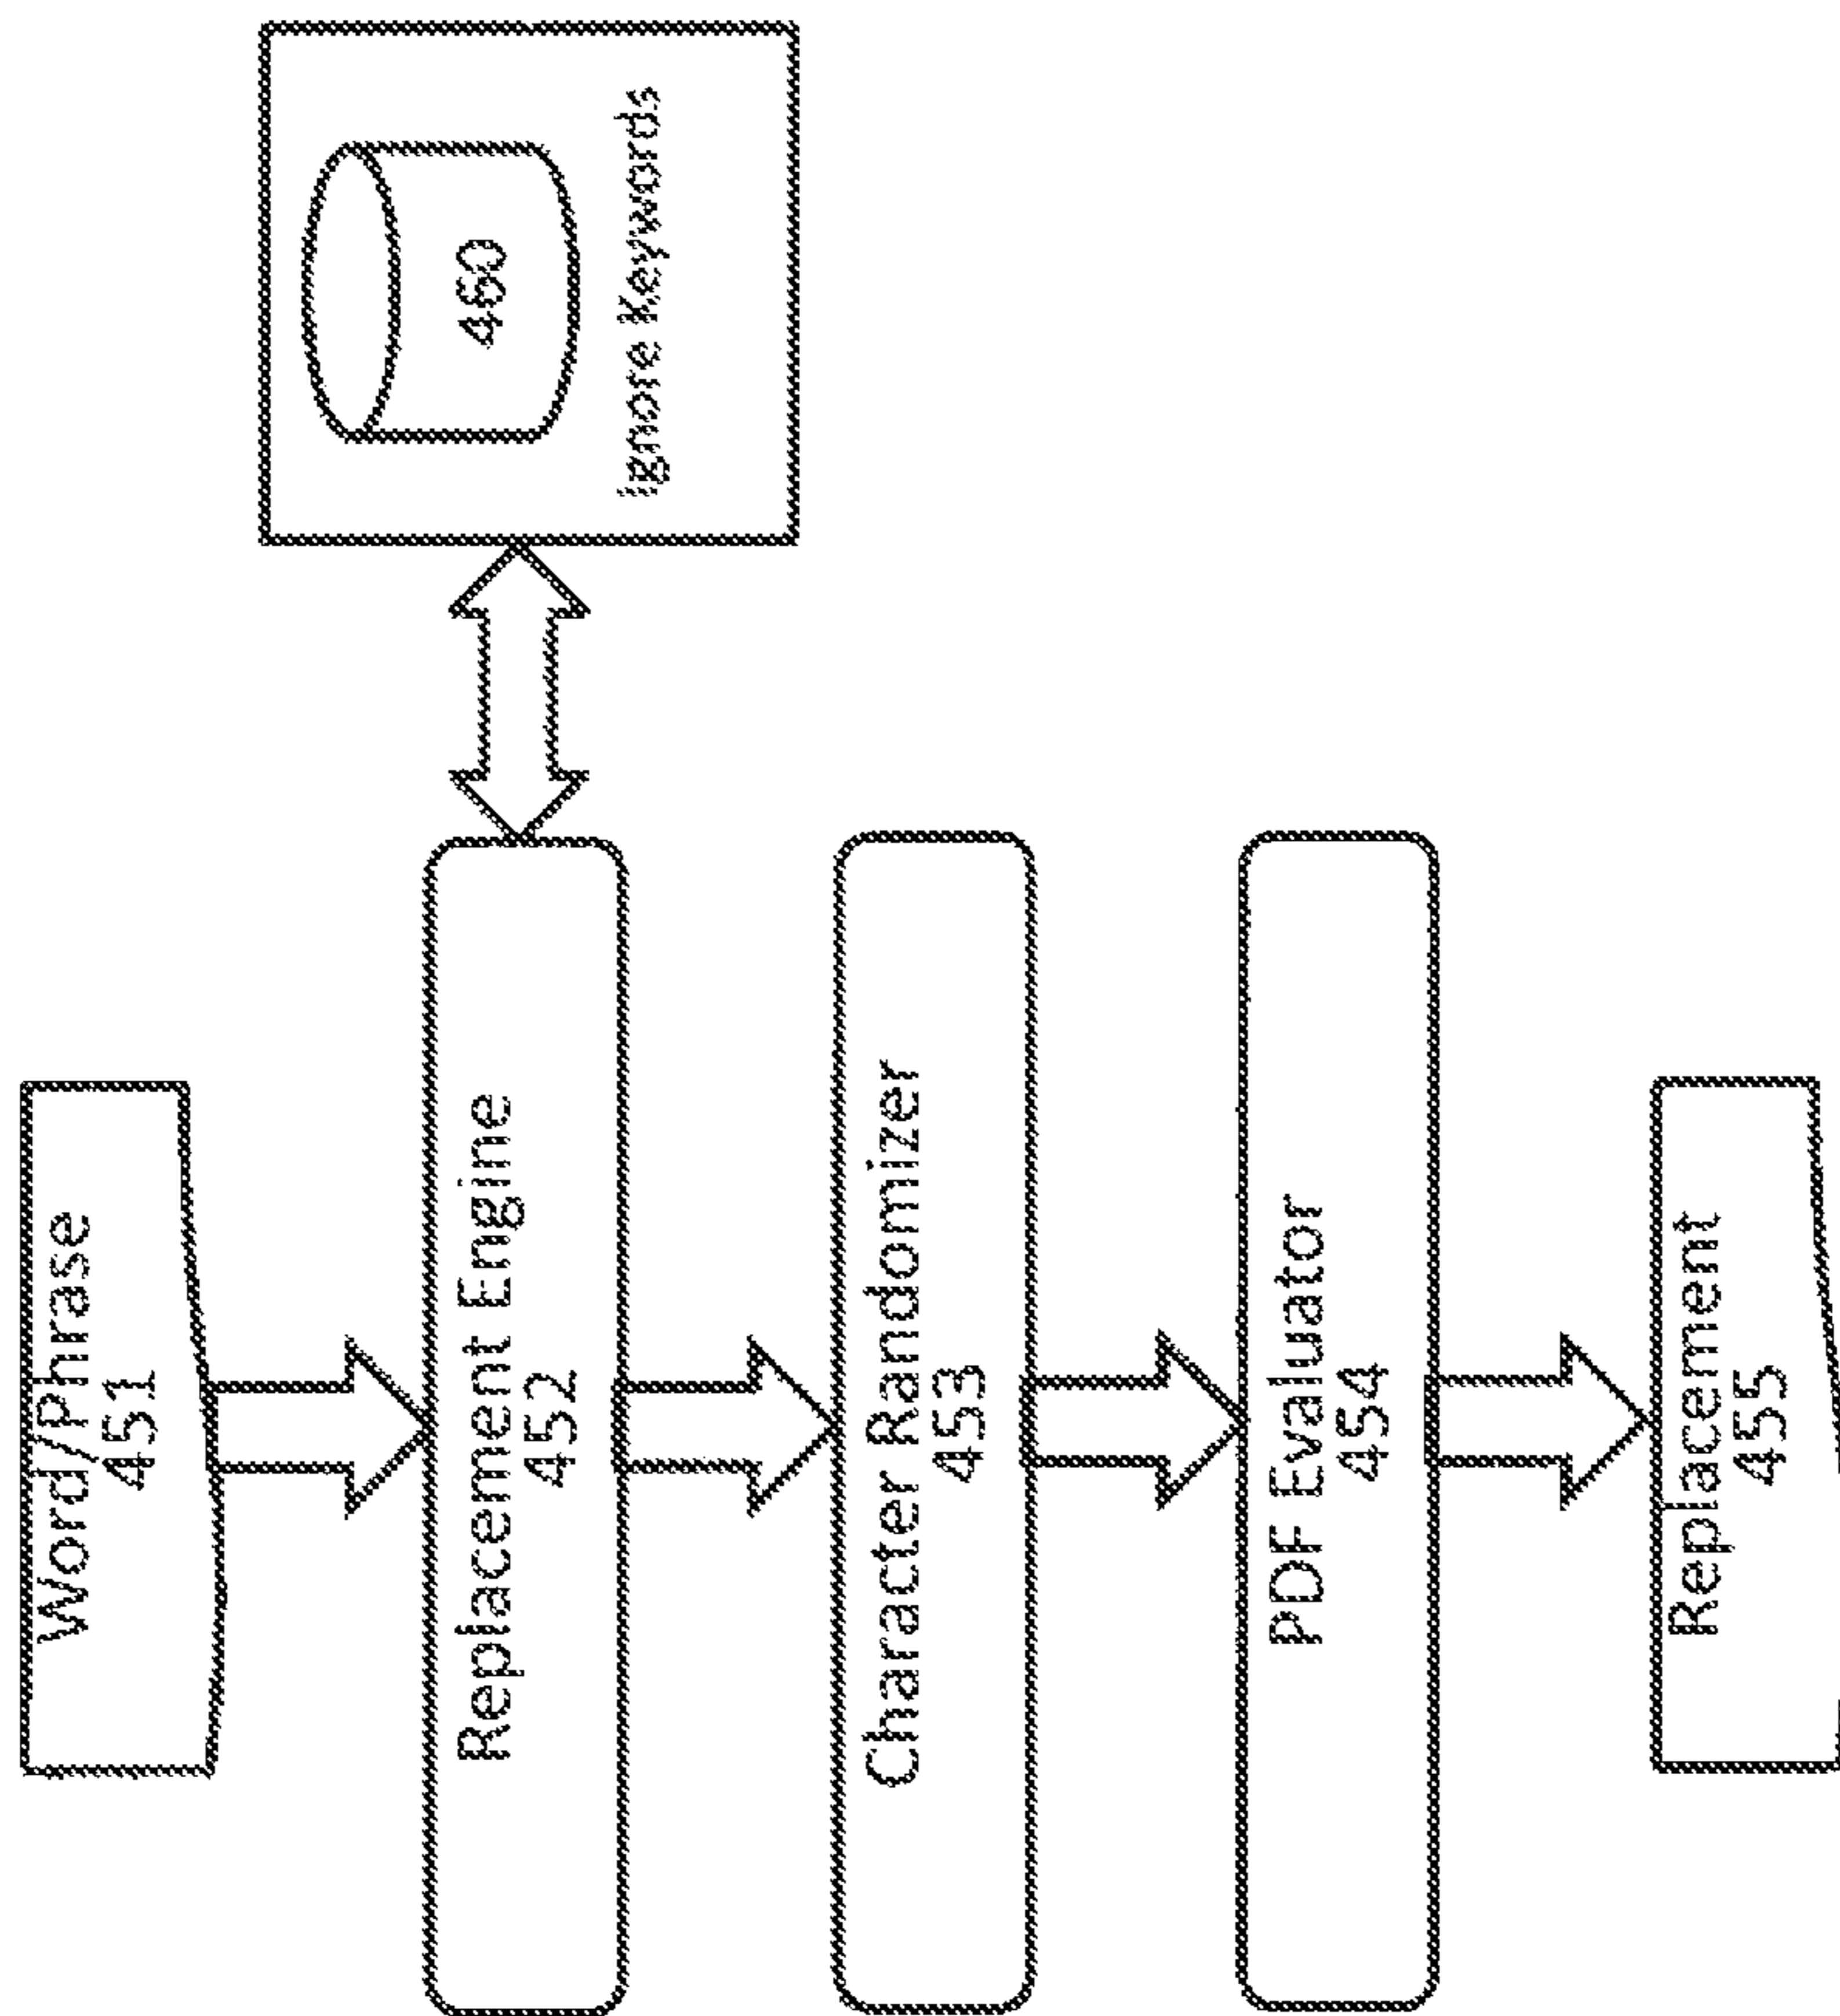 Word/Phrase
451
Replacement Engine
452
460
Ignore Keywords
Character Randomizer
453
PDF Evaluator
454
Replacement
455